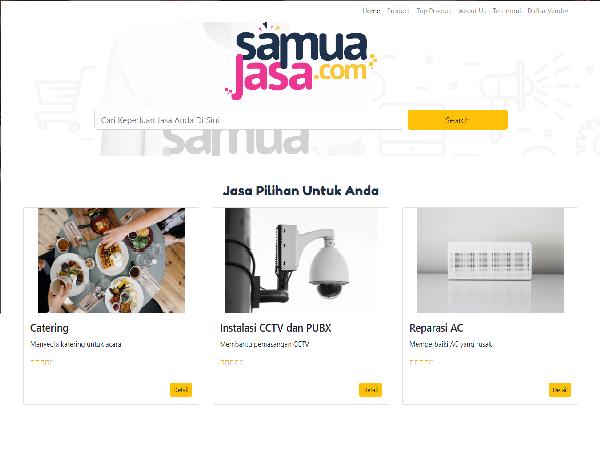 Home Product Top Product About Us Testimoni Daftar Vendor
samua
Jasa.com
Cari Keperluan Jasa Anda Di Sini
Search
samua
Jasa Pilihan Untuk Anda
Catering
Instalasi CCTV dan PUBX
Reparasi AC
Menyedia katering untuk acara
Membantu pemasangan CCTV
Memperbaiki AC yang rusak
Detail
Detail
Detail